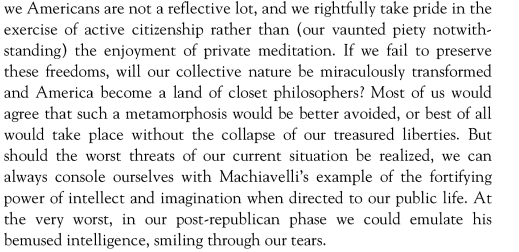 we Americans are not a reflective lot, and we rightfully take pride in the
exercise of active citizenship rather than (our vaunted piety notwith-
standing) the enjoyment of private meditation. If we fail to preserve
these freedoms, will our collective nature be miraculously transformed
and America become a land of closet philosophers? Most of us would
agree that such a metamorphosis would be better avoided, or best of all
would take place without the collapse of our treasured liberties. But
should the worst threats of our current situation be realized, we can
always console ourselves with Machiavelli's example of the fortifying
power of intellect and imagination when directed to our public life. At
the very worst, in our post-republican phase we could emulate his
bemused intelligence, smiling through our tears.